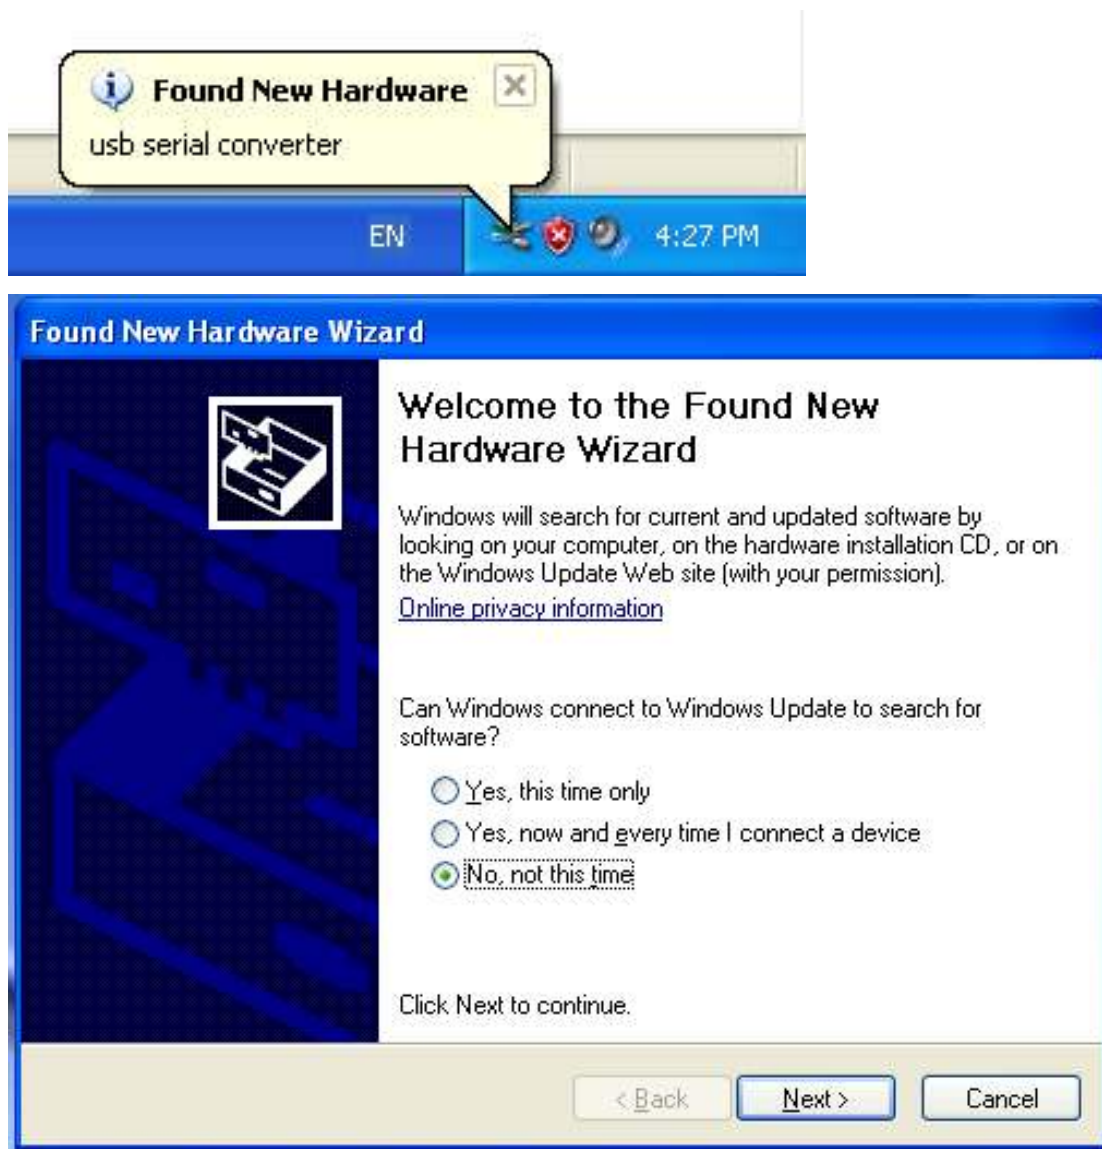 Found New Hardware
usb serial converter
EN
4:27 PM
Found New Hardware Wizard
Welcome to the Found New
Hardware Wizard
Windows will search for current and updated software by
looking on your computer, on the hardware installation CD, or on
the Windows Update Web site (with your permission).
Online privacy information
Can Windows connect to Windows Update to search for
software?
Yes, this time only
Yes, now and every time I connect a device
No, not this time
Click Next to continue.
< Back
Next >
Cancel